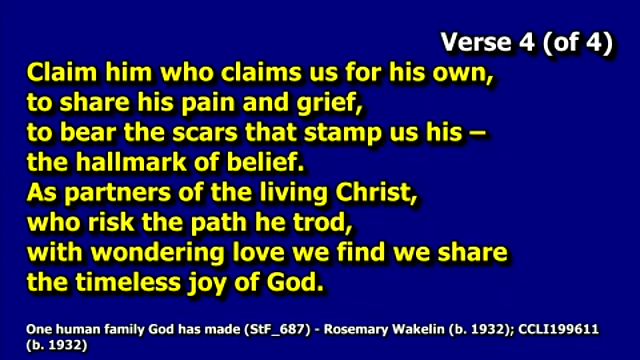 Verse 4 (of 4)
Claim him who claims us for his own,
to share his pain and grief,
to bear the scars that stamp us his –
the hallmark of belief.
As partners of the living Christ,
who risk the path he trod,
with wondering love we find we share
the timeless joy of God.
One human family God has made (StF_687) - Rosemary Wakelin (b. 1932); CCLI199611
(b. 1932)